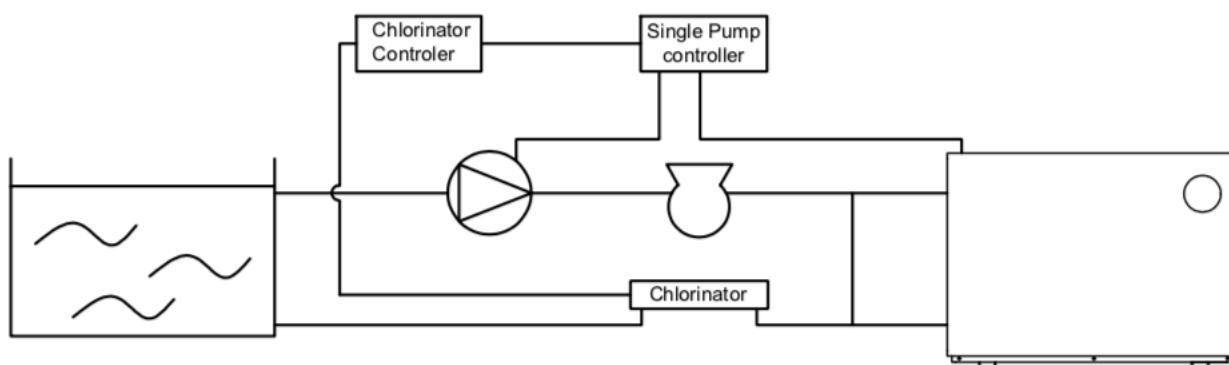 Chlorinator
Controler
Single Pump
controller
Chlorinator